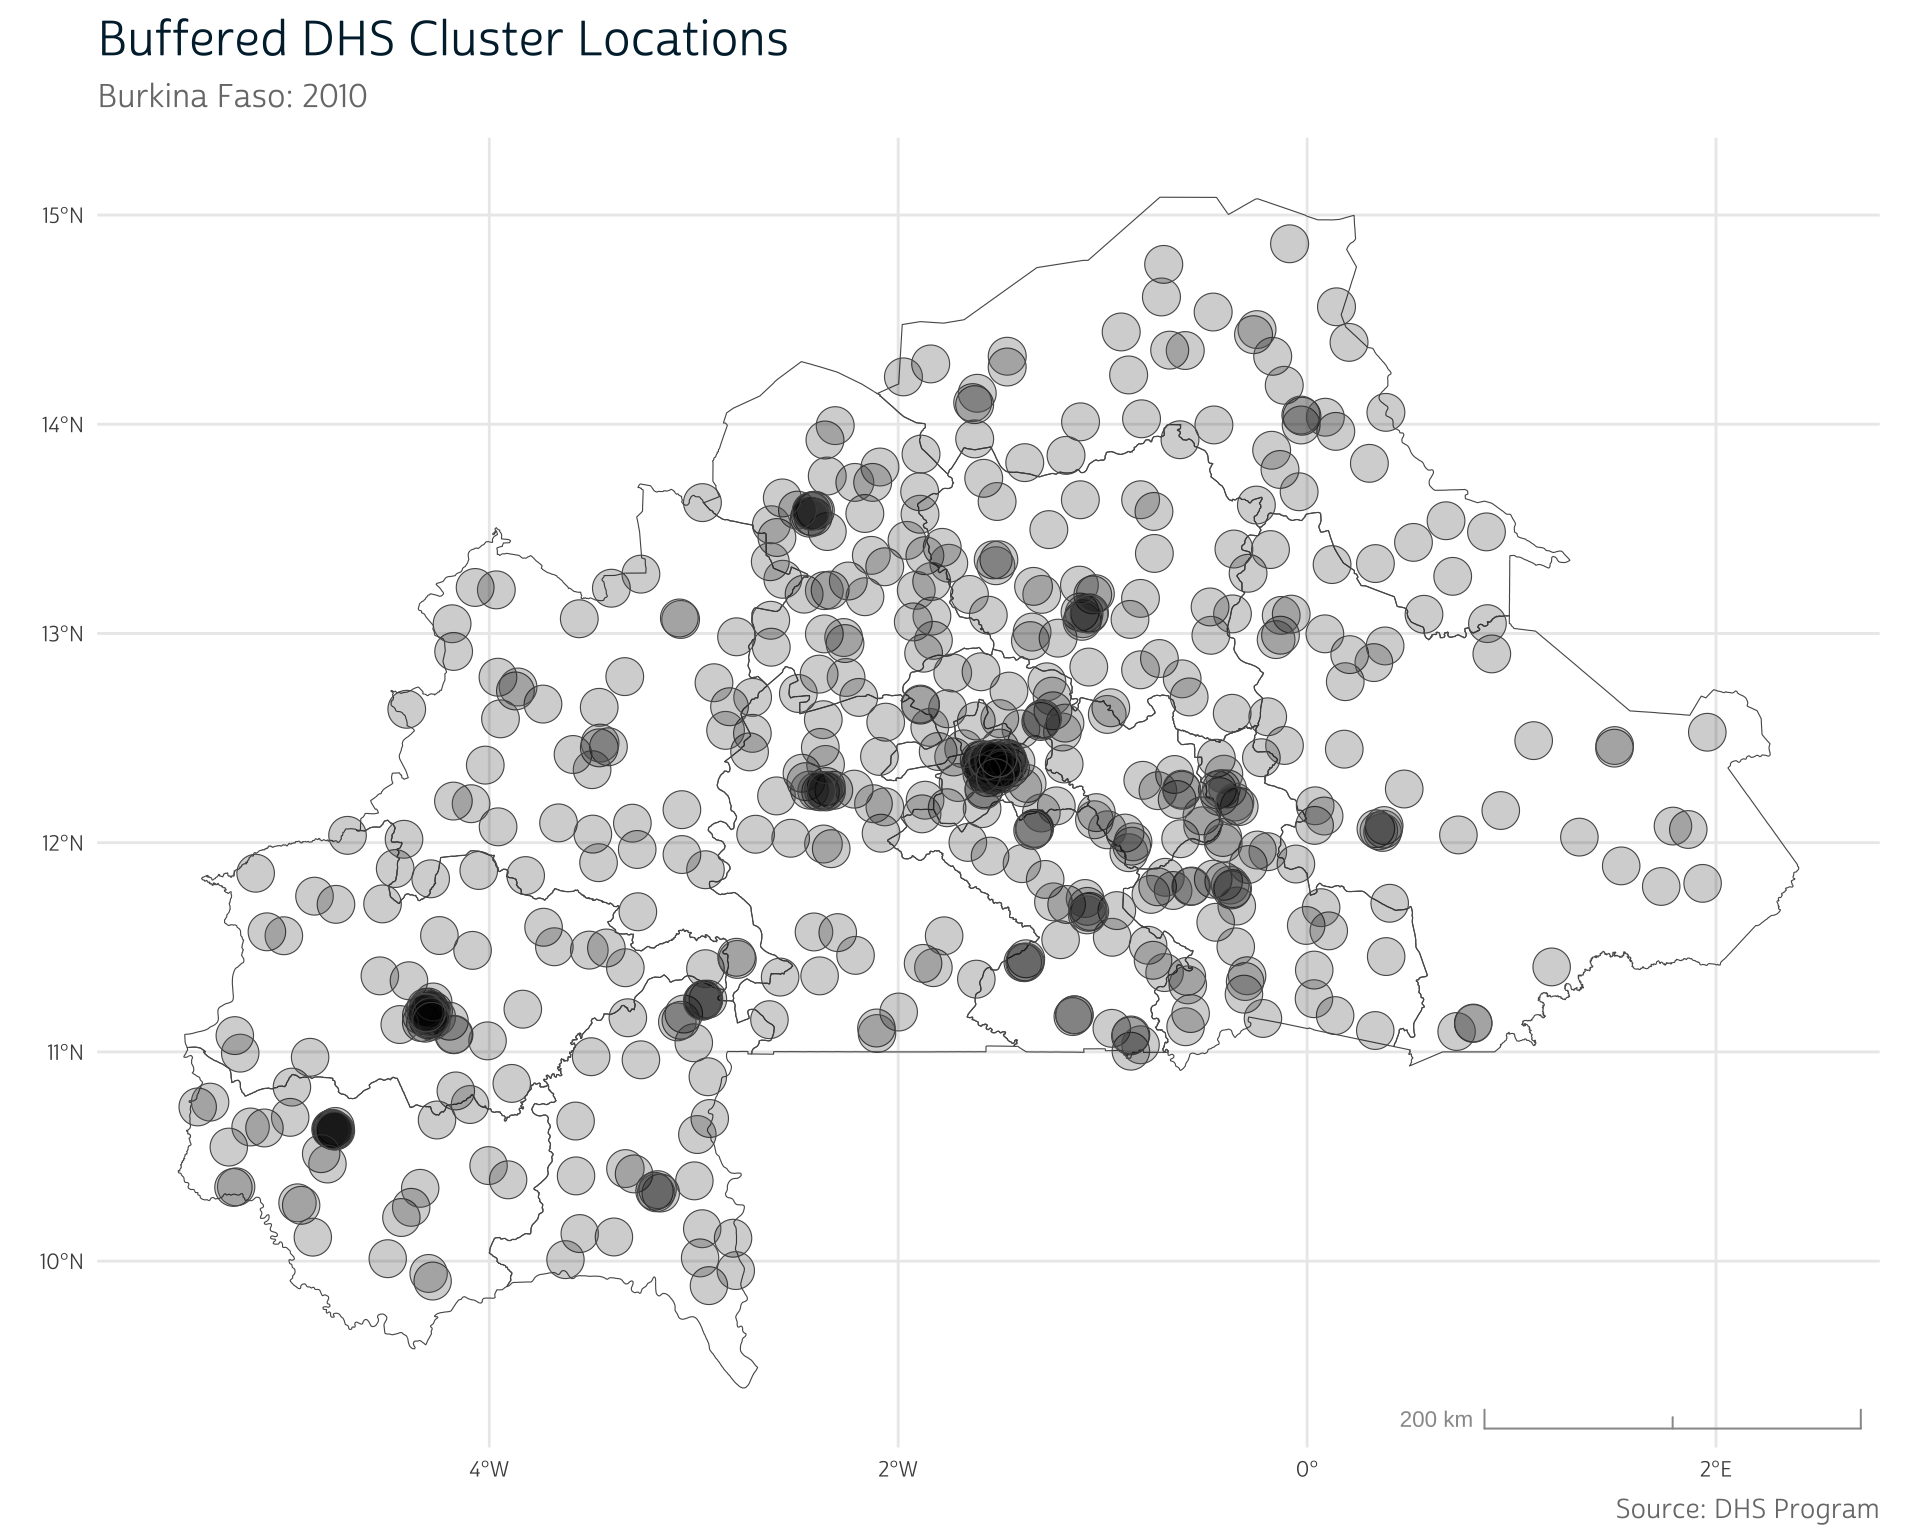 Buffered DHS Cluster Locations
Burkina Faso: 2010
15°N
14°N
13°N
12°N
11°N
10°N
200 km
4°W
2°W
0°
2°E
Source: DHS Program